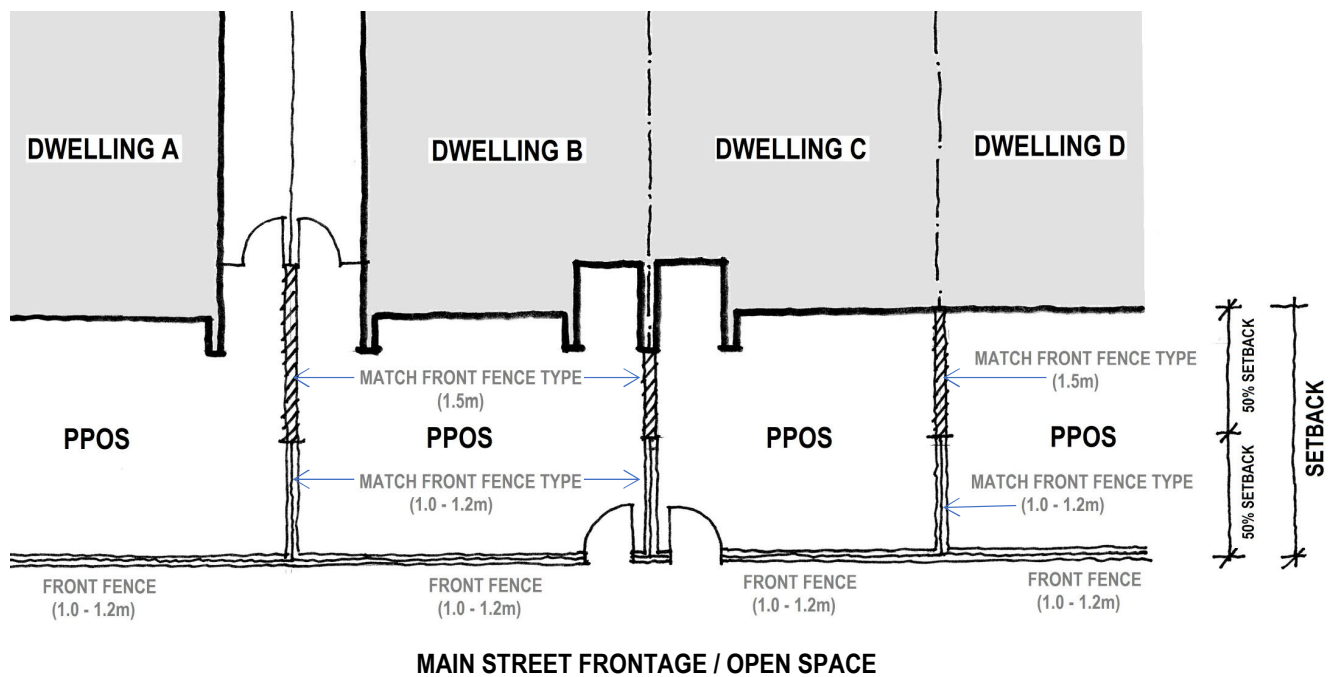 DWELLING A
DWELLING B
DWELLING C
DWELLING D
MATCH FRONT FENCE TYPE
(1.5m)
MATCH FRONT FENCE TYPE
(1.5m)
50% SETBACK
SETBACK
PPOS
PPOS
PPOS
PPOS
MATCH FRONT FENCE TYPE
(1.0 - 1.2m)
MATCH FRONT FENCE TYPE
(1.0 - 1.2m)
50% SETBACK
FRONT FENCE
(1.0 - 1.2m)
FRONT FENCE
(1.0 - 1.2m)
FRONT FENCE
(1.0 - 1.2m)
FRONT FENCE
(1.0 - 1.2m)
MAIN STREET FRONTAGE / OPEN SPACE